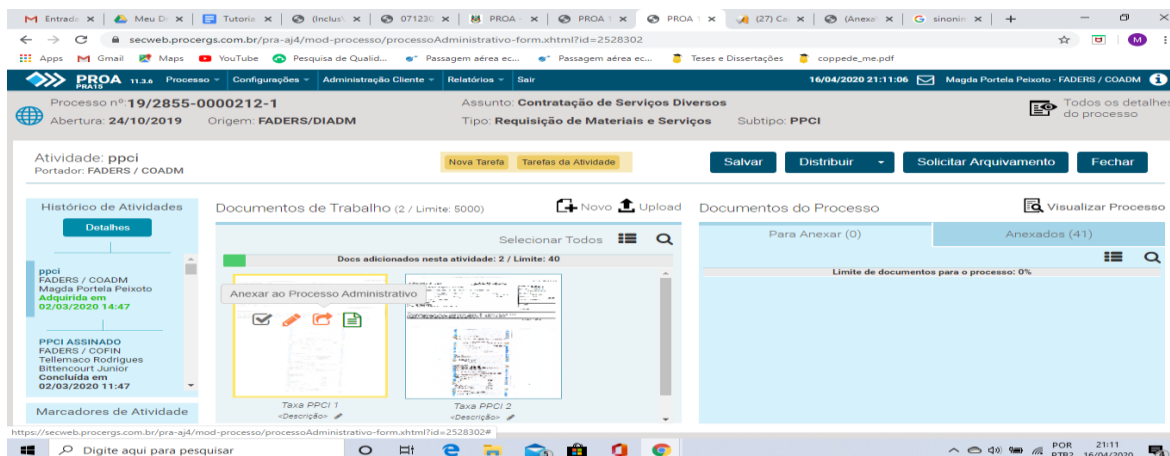 Entrada
Meu D
Tutoria
(Inclus
071230
PROA -
PROA 1
PROA 1
(27) Ca
(Anexa
sinonim
secweb.procergs.com.br/pra-aj4/mod-processo/processoAdministrativo-form.xhtml?id=2528302
Apps Gmail Maps YouTube Pesquisa de Qualid... Passagem aérea ec... Passagem aérea ec... Teses e Dissertações coppede_me.pdf
PROA 11.3.6 Processo Configurações Administração Cliente Relatórios Sair 16/04/2020 21:11:06 Magda Portela Peixoto - FADERS / COADM
PRA15
Processo nº:19/2855-0000212-1 Assunto: Contratação de Serviços Diversos Todos os detalhes
Abertura: 24/10/2019 Origem: FADERS/DIADM Tipo: Requisição de Materiais e Serviços Subtipo: PPCI do processo
Atividade: ppci
Portador: FADERS / COADM
Nova Tarefa Tarefas da Atividade Salvar Distribuir Solicitar Arquivamento Fechar
Histórico de Atividades
Detalhes
ppci
FADERS / COADM
Magda Portela Peixoto
Adquirida em
02/03/2020 14:47
PPCI ASSINADO
FADERS / COFIN
Tellemaco Rodrigues
Bittencourt Junior
Concluída em
02/03/2020 11:47
Marcadores de Atividade
Documentos de Trabalho (2 / Limite: 5000) Novo Upload
Selecionar Todos
Docs adicionados nesta atividade: 2 / Limite: 40
Anexar ao Processo Administrativo
Taxa PPCI 1
<Descrição>
Taxa PPCI 2
<Descrição>
Documentos do Processo Visualizar Processo
Para Anexar (0) Anexados (41)
Limite de documentos para o processo: 0%
https://secweb.procergs.com.br/pra-aj4/mod-processo/processoAdministrativo-form.xhtml?id=2528302#
Digite aqui para pesquisar
POR 21:11
PTB2 16/04/2020